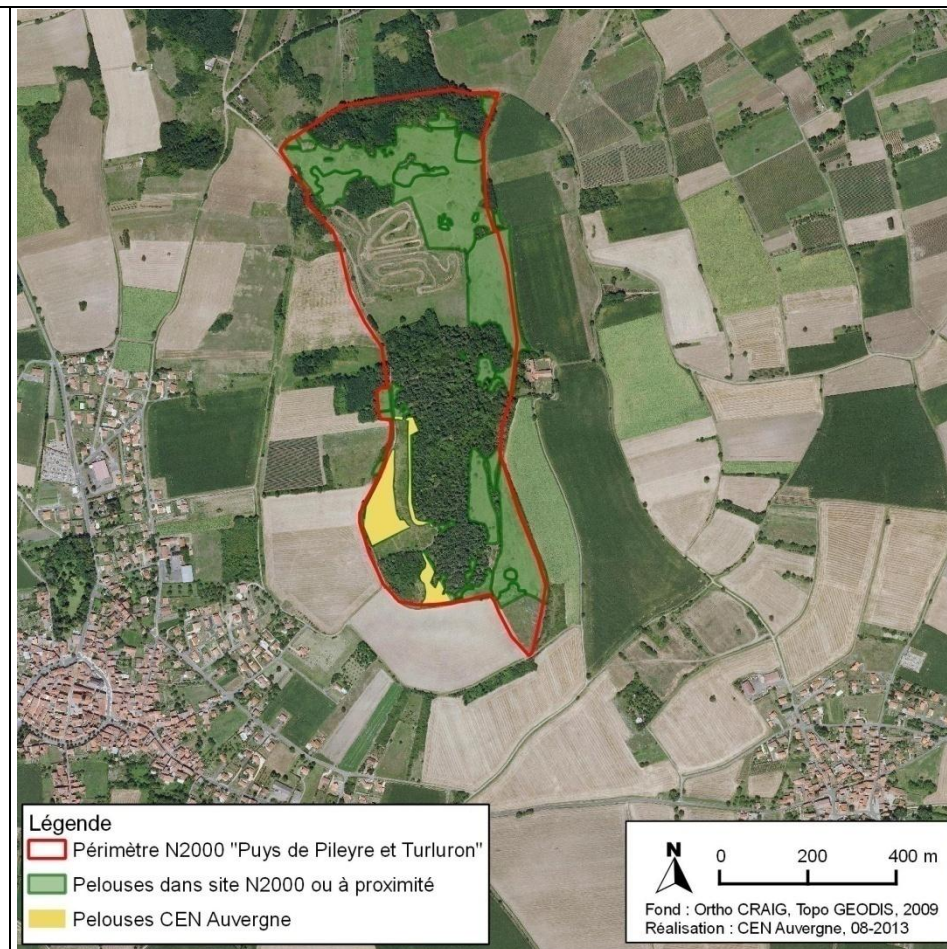 Légende
Périmètre N2000 "Puys de Pileyre et Turluron"
Pelouses dans site N2000 ou à proximité
Pelouses CEN Auvergne
N
0 200 400 m
Fond : Ortho CRAIG, Topo GEODIS, 2009
Réalisation : CEN Auvergne, 08-2013